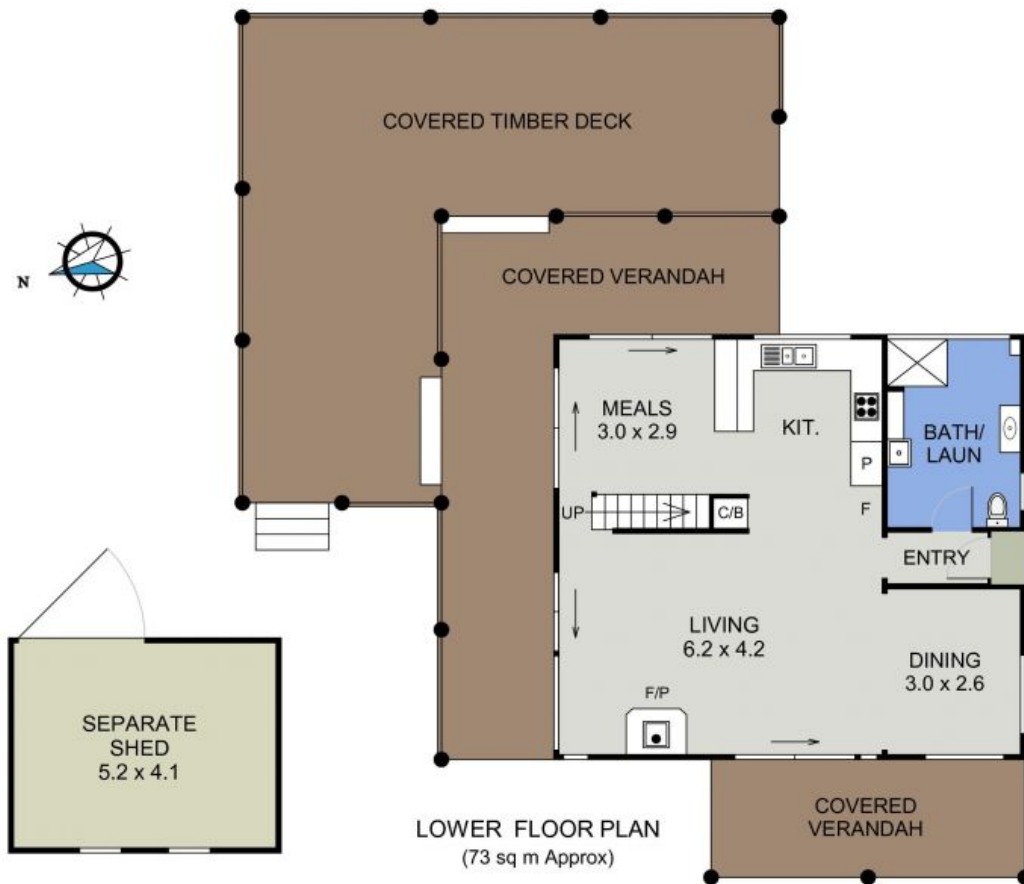 COVERED TIMBER DECK
N
COVERED VERANDAH
MEALS
3.0 x 2.9
KIT.
BATH/
LAUN
P
F
UP
C/B
ENTRY
LIVING
6.2 x 4.2
DINING
3.0 x 2.6
F/P
SEPARATE
SHED
5.2 x 4.1
COVERED
VERANDAH
LOWER FLOOR PLAN
(73 sq m Approx)